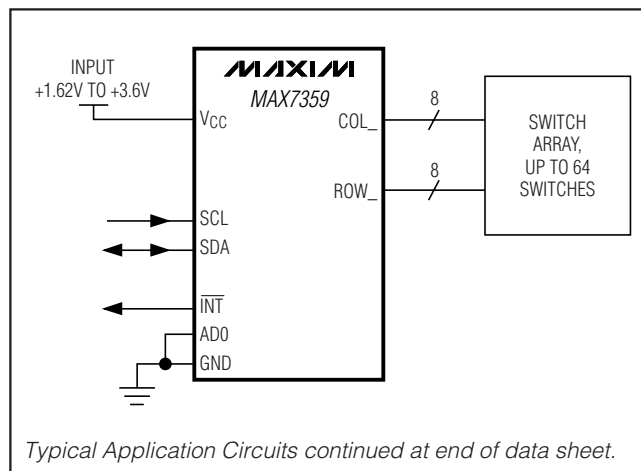 INPUT
+1.62V TO +3.6V
MAXIM
MAX7359
VCC
COL_
8
ROW_
8
SWITCH
ARRAY,
UP TO 64
SWITCHES
SCL
SDA
INT
AD0
GND
Typical Application Circuits continued at end of data sheet.